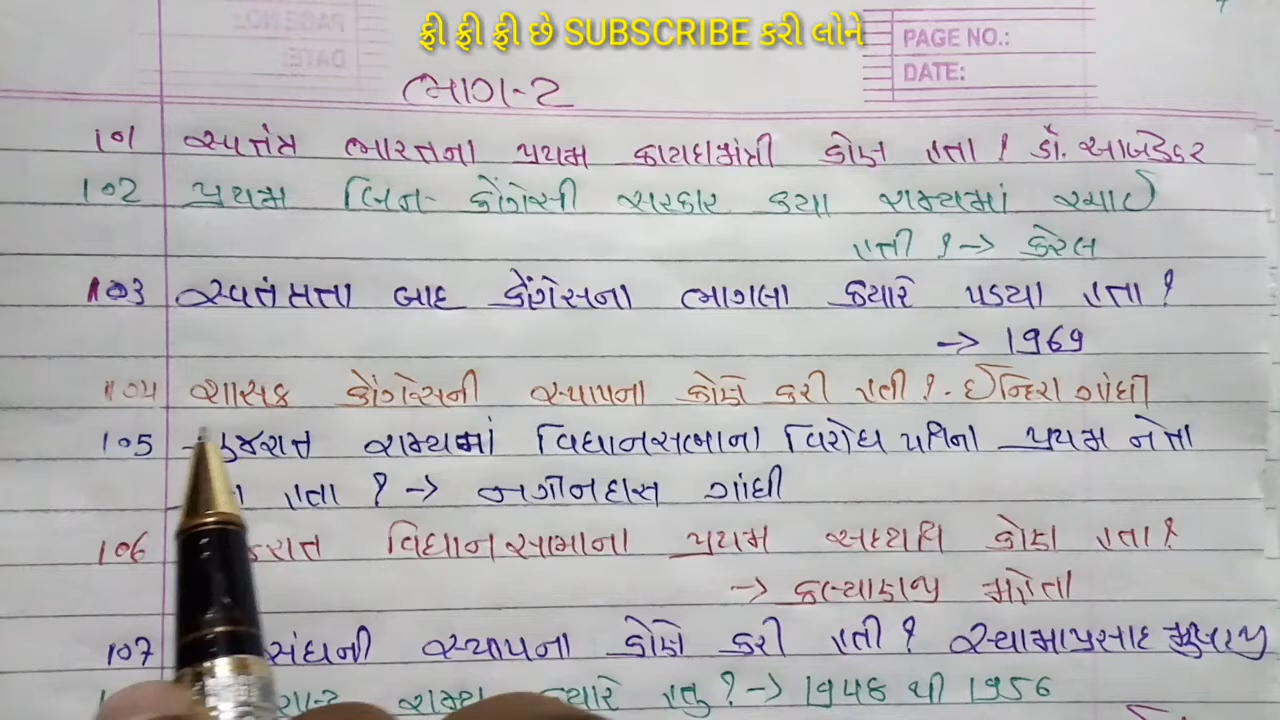 ફ્રી ફ્રી ફ્રી છે SUBSCRIBE કરી લોને
PAGE NO.:
DATE:
ભાગ-2
101 સ્વતંત્ર ભારતના પ્રથમ કાયદામંત્રી કોણ હતા? ડૉ. આંબેડકર
102 પ્રથમ બિન-કોંગ્રેસી સરકાર કયા રાજ્યમાં રચાઈ
હતી? → કેરલ
103 સ્વતંત્રતા બાદ કોંગ્રેસના ભાગલા ક્યારે પડ્યા હતા?
→ 1969
104 શાસક કોંગ્રેસની સ્થાપના કોણે કરી હતી?. ઈન્દિરા ગાંધી
105 ગુજરાત રાજ્યમાં વિધાનસભાના વિરોધ પક્ષના પ્રથમ નેતા
હતા? → નગીનદાસ ગાંધી
106 વિધાનસભાના પ્રથમ અધ્યક્ષ કોણ હતા?
→ કલ્યાણજી મહેતા
107 સંઘની સ્થાપના કોણે કરી હતી? શ્યામાપ્રસાદ મુખરજી
રાજ્ય ક્યારે હતુ? → 1948 થી 1956